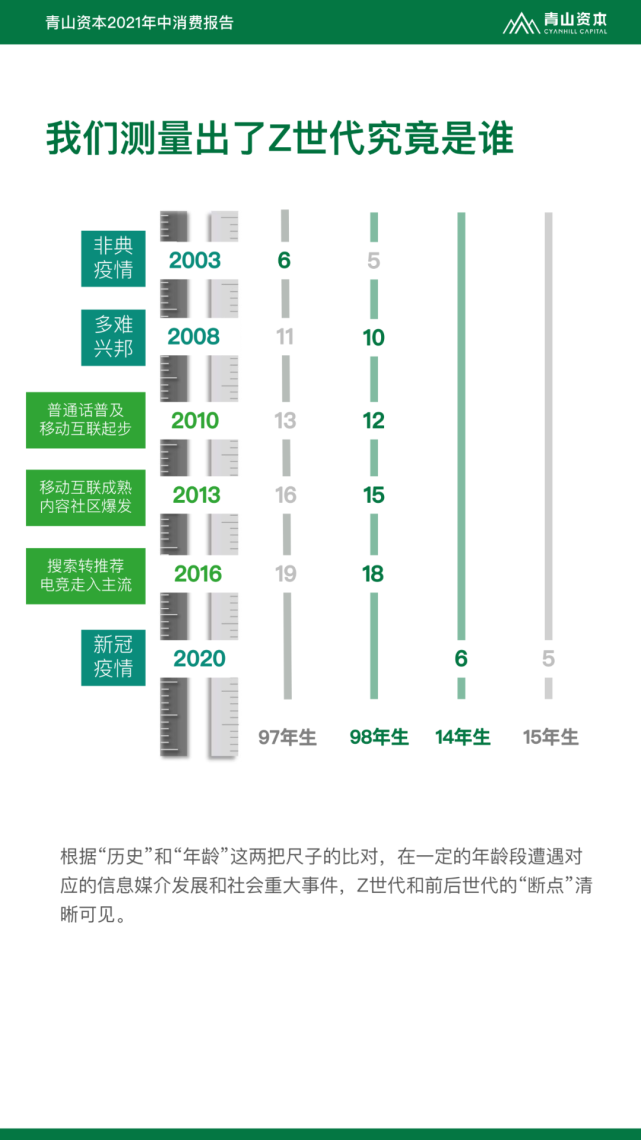 青山资本2021年中消费报告
青山资本
CYANHILL CAPITAL
我们测量出了Z世代究竟是谁
非典
疫情
2003
6
5
多难
兴邦
2008
11
10
普通话普及
移动互联起步
2010
13
12
移动互联成熟
内容社区爆发
2013
16
15
搜索转推荐
电竞走入主流
2016
19
18
新冠
疫情
2020
6
5
97年生
98年生
14年生
15年生
根据“历史”和“年龄”这两把尺子的比对，在一定的年龄段遭遇对
应的信息媒介发展和社会重大事件，Z世代和前后世代的“断点”清
晰可见。